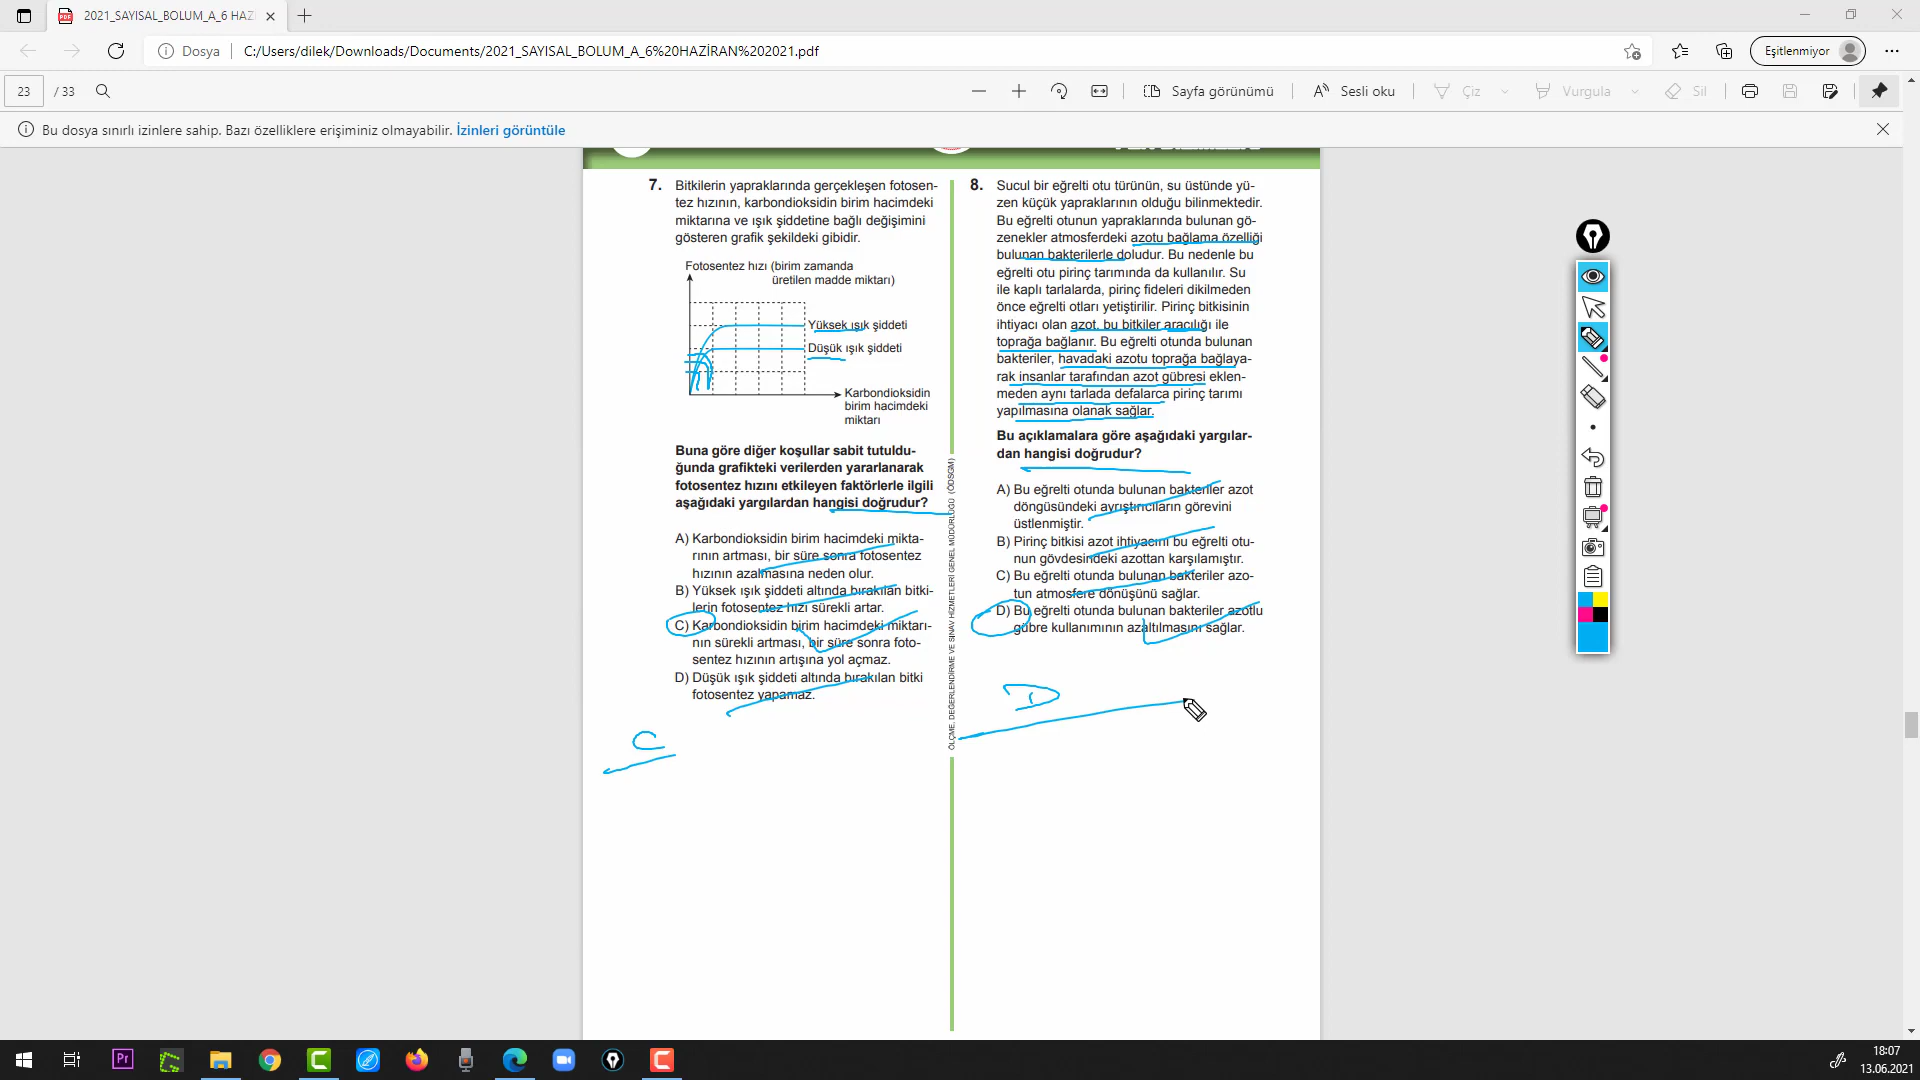 2021_SAYISAL_BOLUM_A_6 HAZI
Dosya
C:/Users/dilek/Downloads/Documents/2021_SAYISAL_BOLUM_A_6%20HAZİRAN%202021.pdf
Eşitlenmiyor
23 / 33
Sayfa görünümü
Sesli oku
Çiz
Vurgula
Sil
Bu dosya sınırlı izinlere sahip. Bazı özelliklere erişiminiz olmayabilir. İzinleri görüntüle
7. Bitkilerin yapraklarında gerçekleşen fotosen-
tez hızının, karbondioksidin birim hacimdeki
miktarına ve ışık şiddetine bağlı değişimini
gösteren grafik şekildeki gibidir.
Fotosentez hızı (birim zamanda
üretilen madde miktarı)
Yüksek ışık şiddeti
Düşük ışık şiddeti
Karbondioksidin
birim hacimdeki
miktarı
Buna göre diğer koşullar sabit tutuldu-
ğunda grafikteki verilerden yararlanarak
fotosentez hızını etkileyen faktörlerle ilgili
aşağıdaki yargılardan hangisi doğrudur?
A) Karbondioksidin birim hacimdeki mikta-
rının artması, bir süre sonra fotosentez
hızının azalmasına neden olur.
B) Yüksek ışık şiddeti altında bırakılan bitki-
lerin fotosentez hızı sürekli artar.
C) Karbondioksidin birim hacimdeki miktarı-
nın sürekli artması, bir süre sonra foto-
sentez hızının artışına yol açmaz.
D) Düşük ışık şiddeti altında bırakılan bitki
fotosentez yapamaz.
C
ÖLÇME, DEĞERLENDİRME VE SINAV HİZMETLERİ GENEL MÜDÜRLÜĞÜ (ÖDSGM)
8. Sucul bir eğrelti otu türünün, su üstünde yü-
zen küçük yapraklarının olduğu bilinmektedir.
Bu eğrelti otunun yapraklarında bulunan gö-
zenekler atmosferdeki azotu bağlama özelliği
bulunan bakterilerle doludur. Bu nedenle bu
eğrelti otu pirinç tarımında da kullanılır. Su
ile kaplı tarlalarda, pirinç fideleri dikilmeden
önce eğrelti otları yetiştirilir. Pirinç bitkisinin
ihtiyacı olan azot, bu bitkiler aracılığı ile
toprağa bağlanır. Bu eğrelti otunda bulunan
bakteriler, havadaki azotu toprağa bağlaya-
rak insanlar tarafından azot gübresi eklen-
meden aynı tarlada defalarca pirinç tarımı
yapılmasına olanak sağlar.
Bu açıklamalara göre aşağıdaki yargılar-
dan hangisi doğrudur?
A) Bu eğrelti otunda bulunan bakteriler azot
döngüsündeki ayrıştırıcıların görevini
üstlenmiştir.
B) Pirinç bitkisi azot ihtiyacını bu eğrelti otu-
nun gövdesindeki azottan karşılamıştır.
C) Bu eğrelti otunda bulunan bakteriler azo-
tun atmosfere dönüşünü sağlar.
D) Bu eğrelti otunda bulunan bakteriler azotlu
gübre kullanımının azaltılmasını sağlar.
D
18:07
13.06.2021